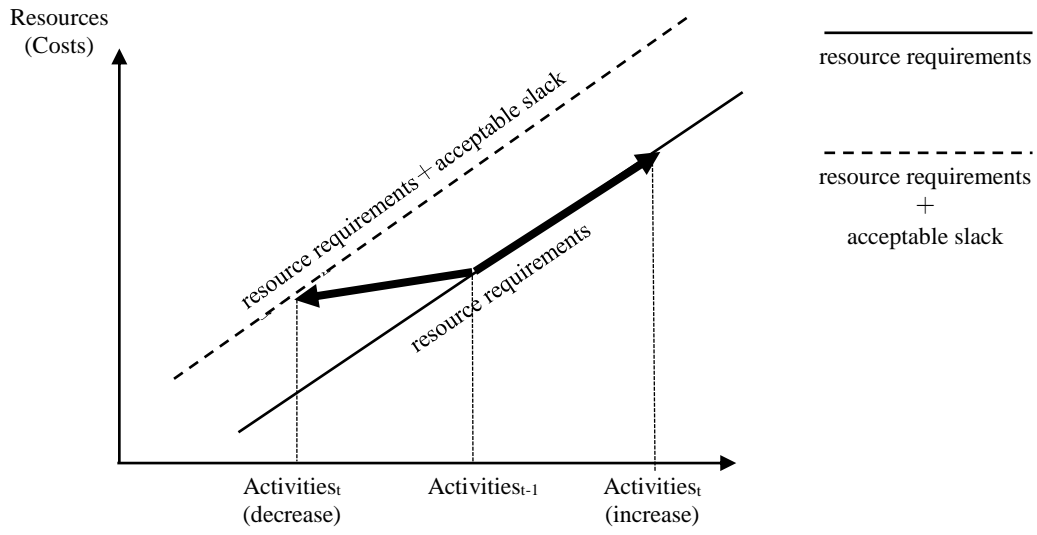 Resources
(Costs)
resource requirements
resource requirements
+
acceptable slack
resource requirements + acceptable slack
resource requirements
Activitiesₜ
(decrease)
Activitiesₜ₋₁
Activitiesₜ
(increase)